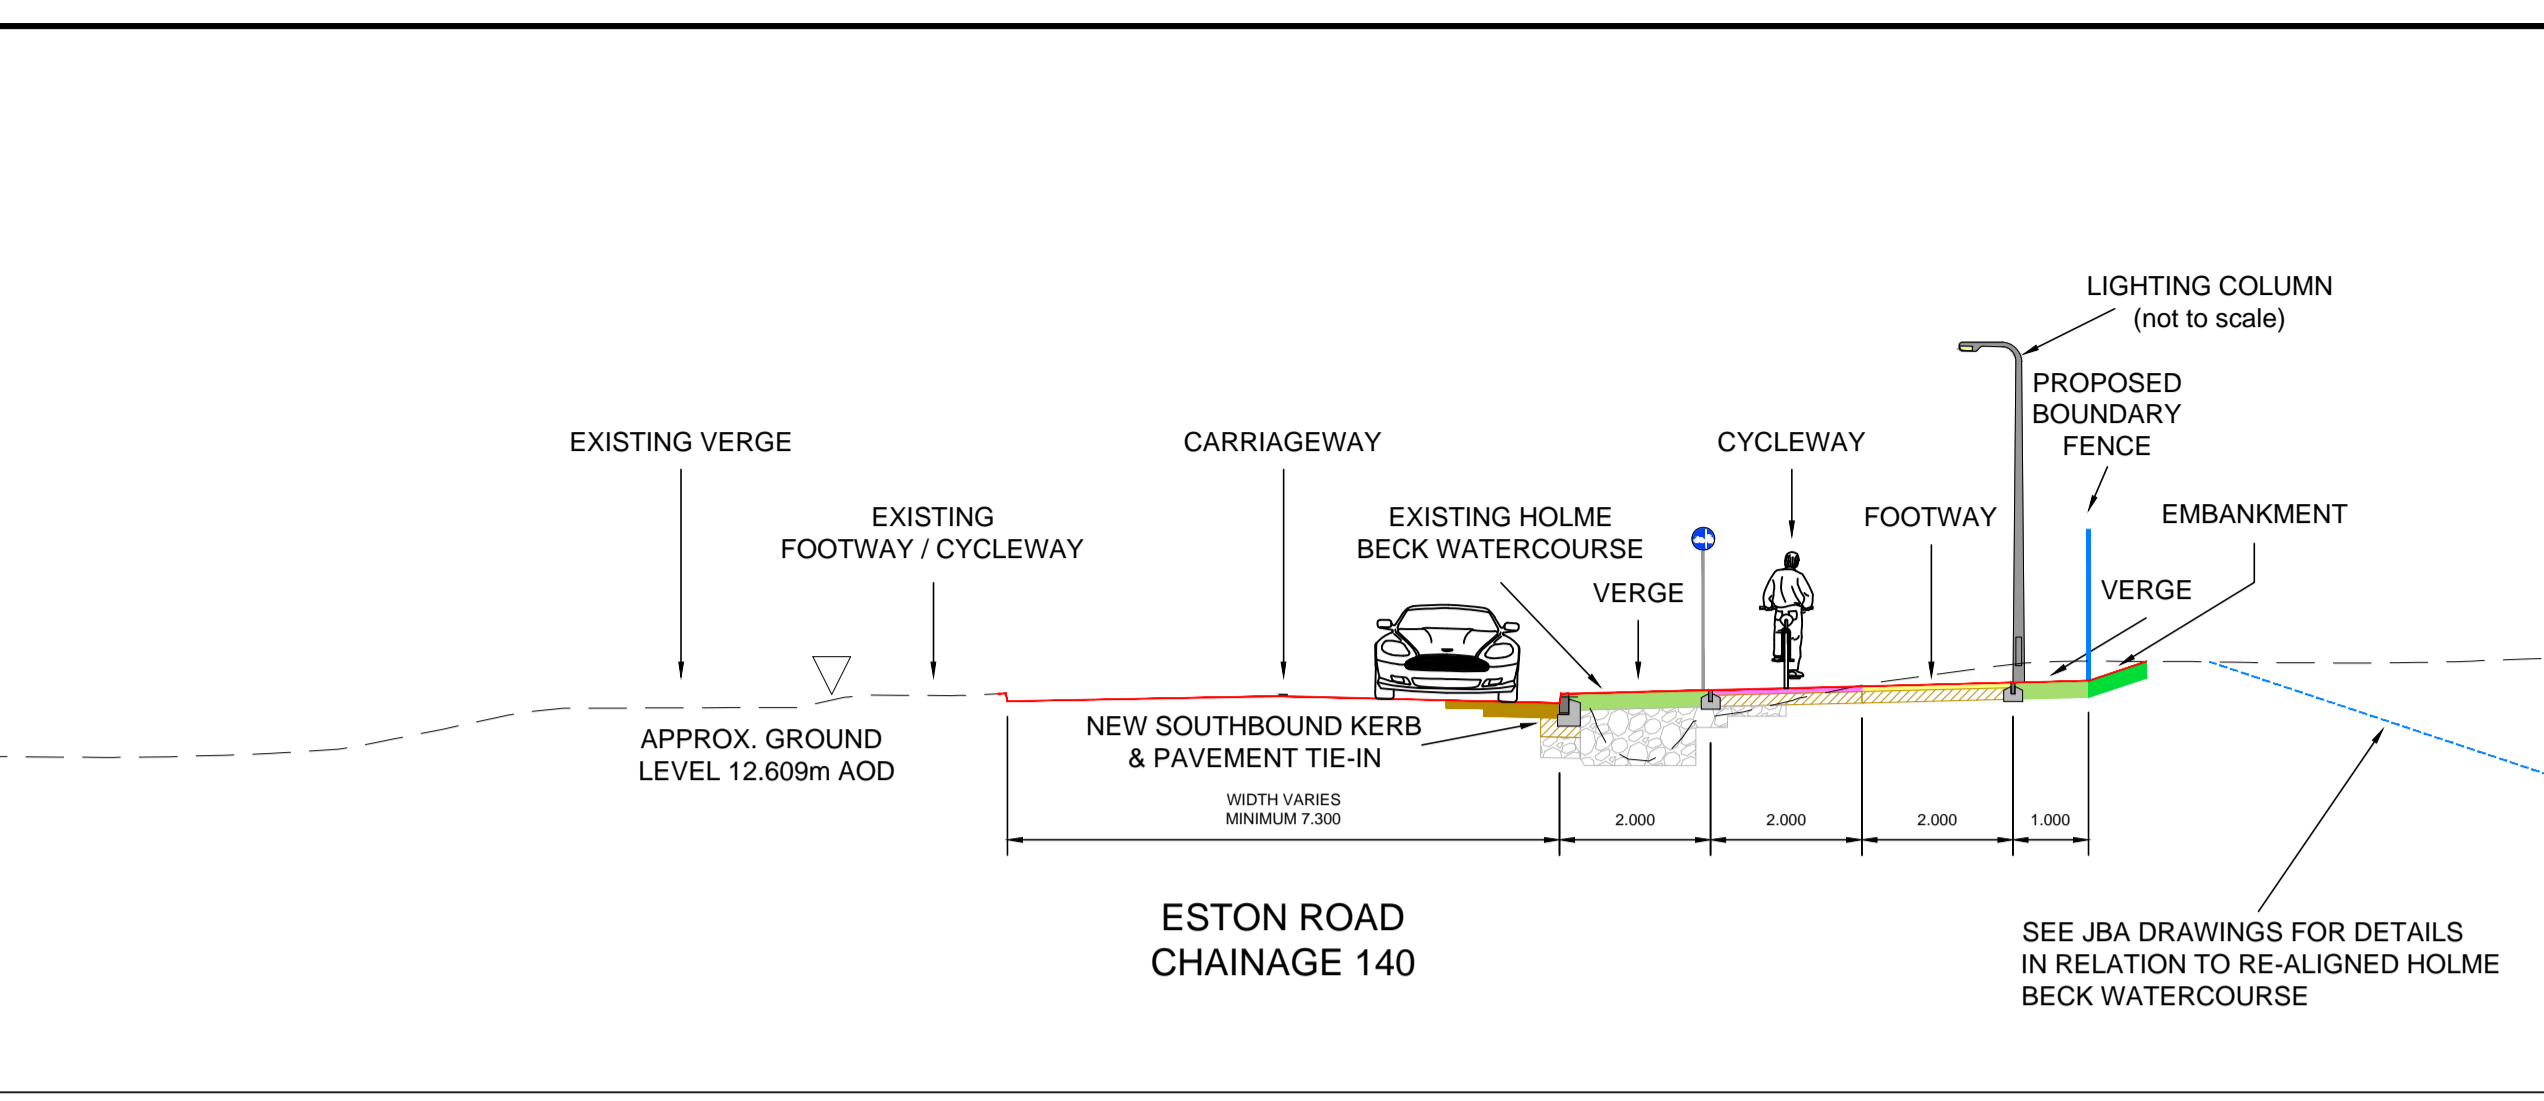 LIGHTING COLUMN
(not to scale)
PROPOSED
BOUNDARY
FENCE
EXISTING VERGE
CARRIAGEWAY
CYCLEWAY
EXISTING
FOOTWAY / CYCLEWAY
EXISTING HOLME
BECK WATERCOURSE
FOOTWAY
EMBANKMENT
VERGE
VERGE
APPROX. GROUND
LEVEL 12.609m AOD
NEW SOUTHBOUND KERB
& PAVEMENT TIE-IN
WIDTH VARIES
MINIMUM 7.300
2.000
2.000
2.000
1.000
ESTON ROAD
CHAINAGE 140
SEE JBA DRAWINGS FOR DETAILS
IN RELATION TO RE-ALIGNED HOLME
BECK WATERCOURSE